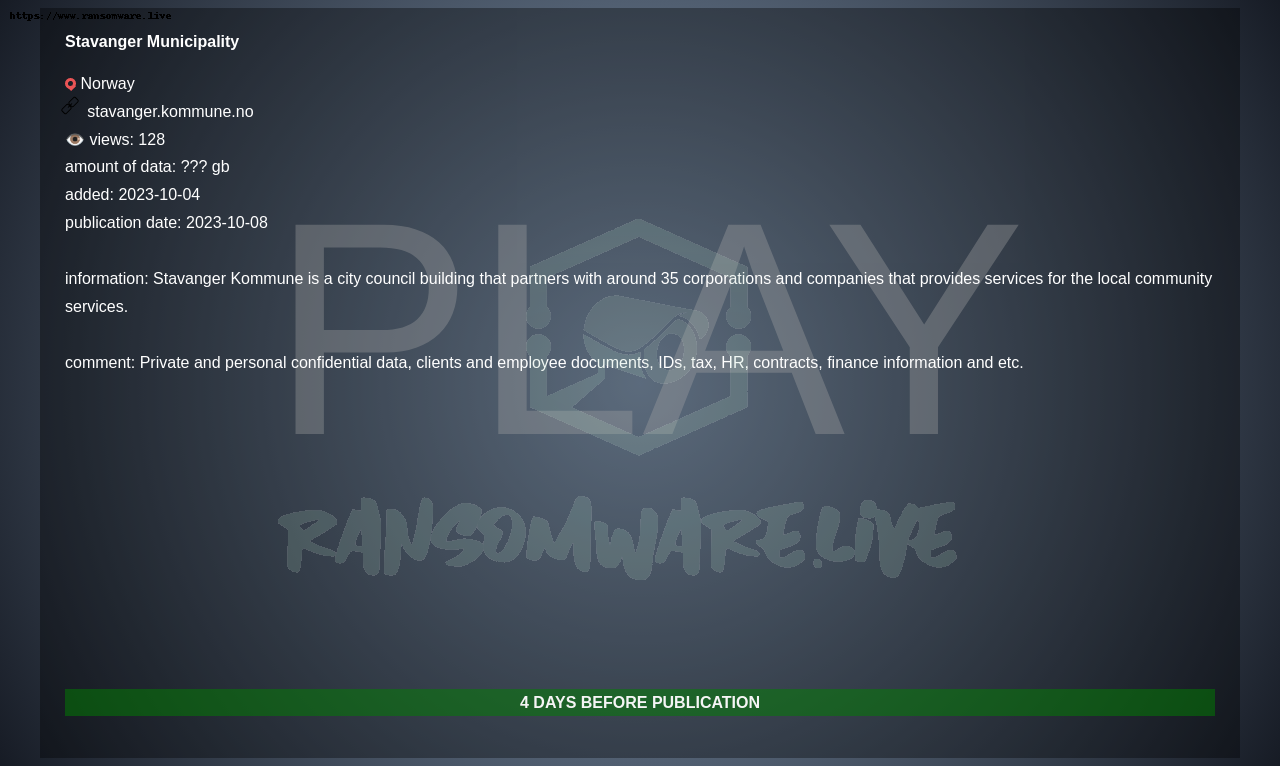 https://www.ransomware.live
Stavanger Municipality
Norway
stavanger.kommune.no
views: 128
amount of data: ??? gb
added: 2023-10-04
publication date: 2023-10-08
PLAY
information: Stavanger Kommune is a city council building that partners with around 35 corporations and companies that provides services for the local community
services.
comment: Private and personal confidential data, clients and employee documents, IDs, tax, HR, contracts, finance information and etc.
RANSOMWARE.LIVE
4 DAYS BEFORE PUBLICATION